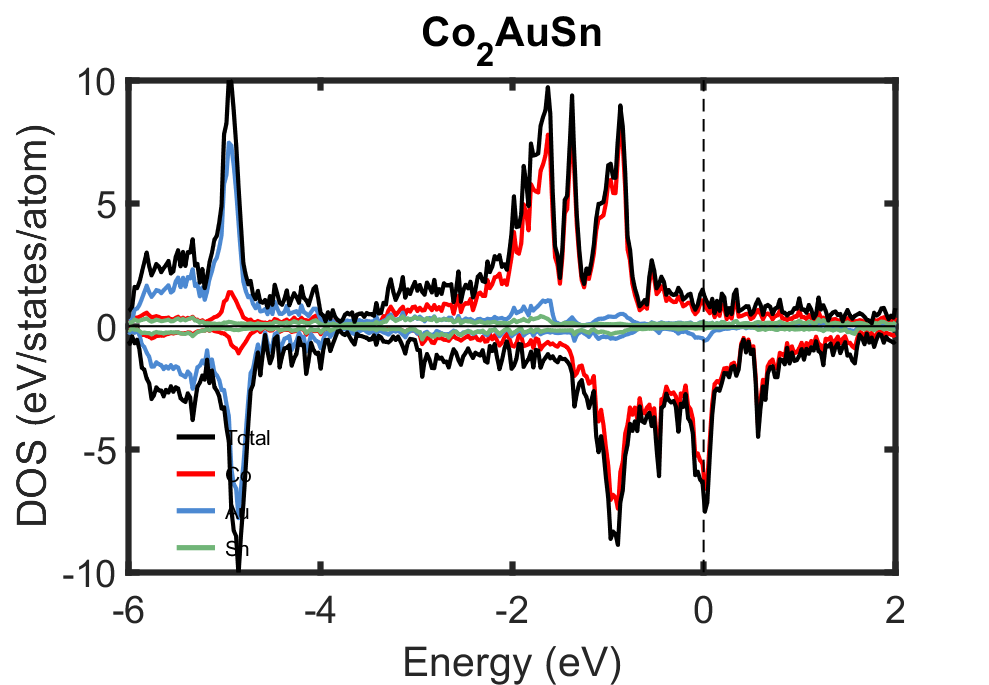 Co₂AuSn
DOS (eV/states/atom)
10
5
0
-5
-10
Total
Co
Au
Sn
-6 -4 -2 0 2
Energy (eV)